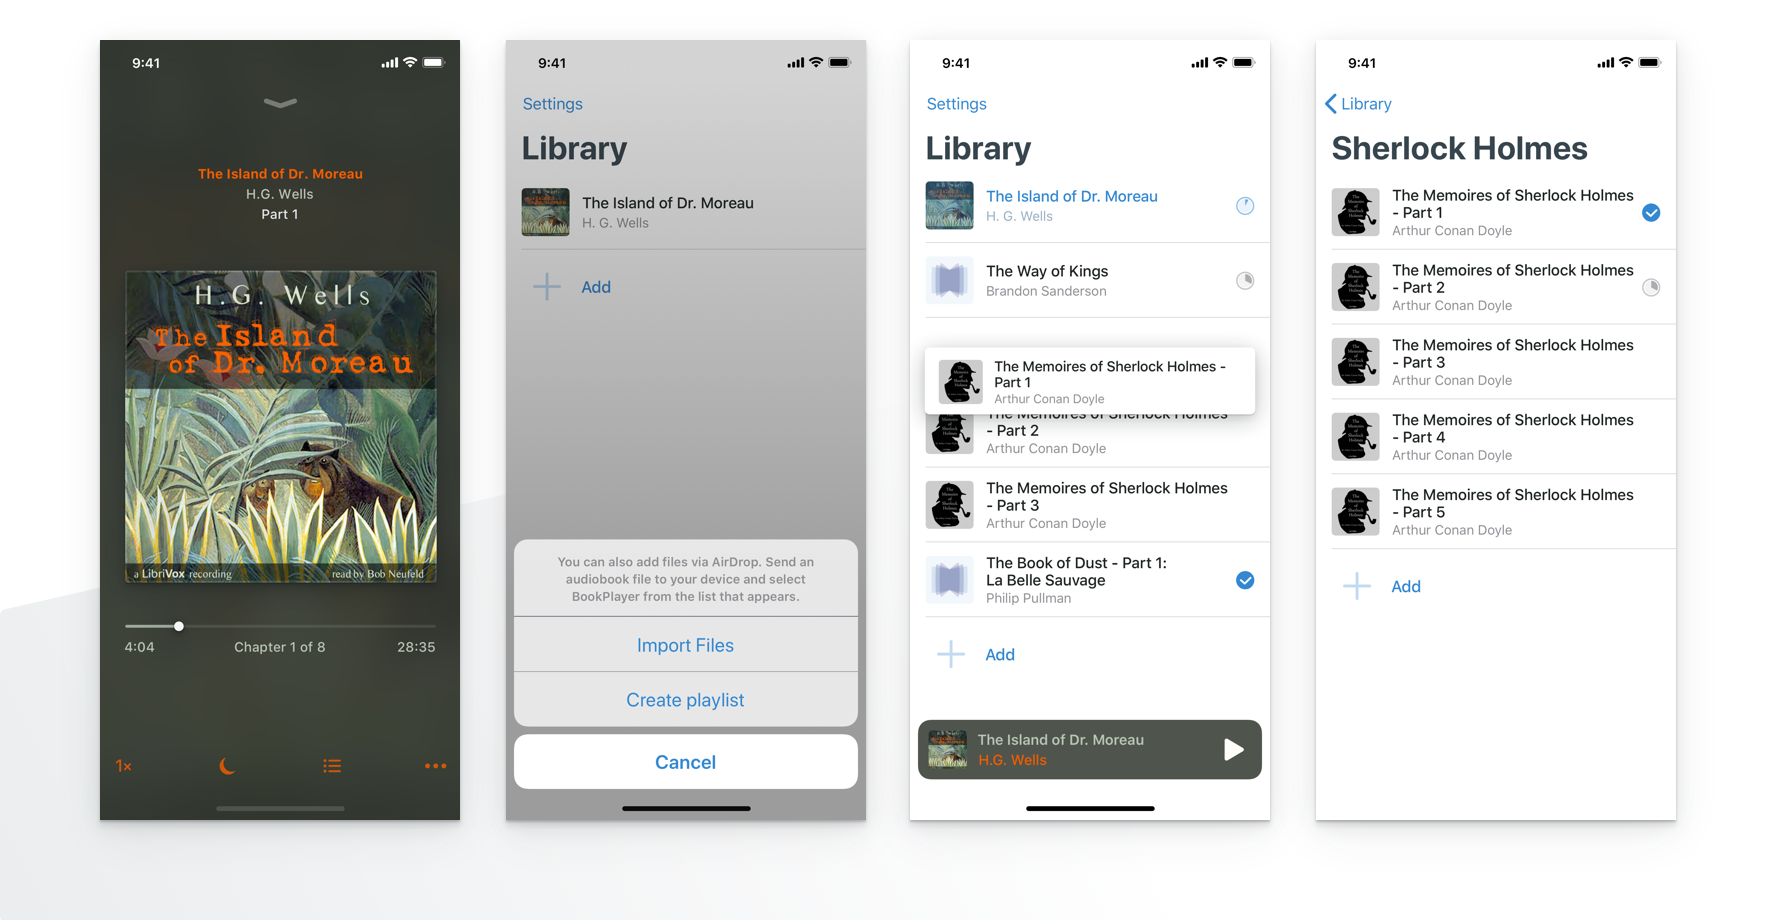 9:41
The Island of Dr. Moreau
H.G. Wells
Part 1
H.G. Wells
The Island
of Dr. Moreau
a LibriVox recording
read by Bob Neufeld
4:04
Chapter 1 of 8
28:35
1×
9:41
Settings
Library
The Island of Dr. Moreau
H. G. Wells
Add
You can also add files via AirDrop. Send an
audiobook file to your device and select
BookPlayer from the list that appears.
Import Files
Create playlist
Cancel
9:41
Settings
Library
The Island of Dr. Moreau
H. G. Wells
The Way of Kings
Brandon Sanderson
The Memoires of Sherlock Holmes -
Part 1
Arthur Conan Doyle
The Memoires of Sherlock Holmes
- Part 2
Arthur Conan Doyle
The Memoires of Sherlock Holmes
- Part 3
Arthur Conan Doyle
The Book of Dust - Part 1:
La Belle Sauvage
Philip Pullman
Add
The Island of Dr. Moreau
H.G. Wells
9:41
Library
Sherlock Holmes
The Memoires of Sherlock Holmes
- Part 1
Arthur Conan Doyle
The Memoires of Sherlock Holmes
- Part 2
Arthur Conan Doyle
The Memoires of Sherlock Holmes
- Part 3
Arthur Conan Doyle
The Memoires of Sherlock Holmes
- Part 4
Arthur Conan Doyle
The Memoires of Sherlock Holmes
- Part 5
Arthur Conan Doyle
Add